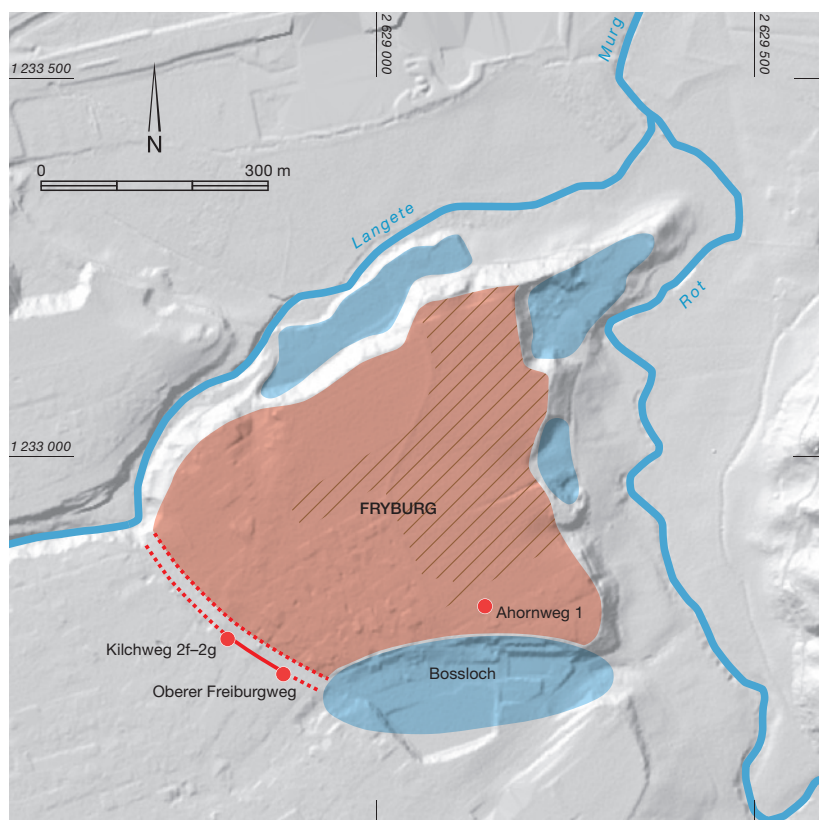 2 629 000
Murg
2 629 500
1 233 500
N
0 300 m
Langete
Rot
1 233 000
FRYBURG
Ahornweg 1
Kilchweg 2f–2g
Bossloch
Oberer Freiburgweg